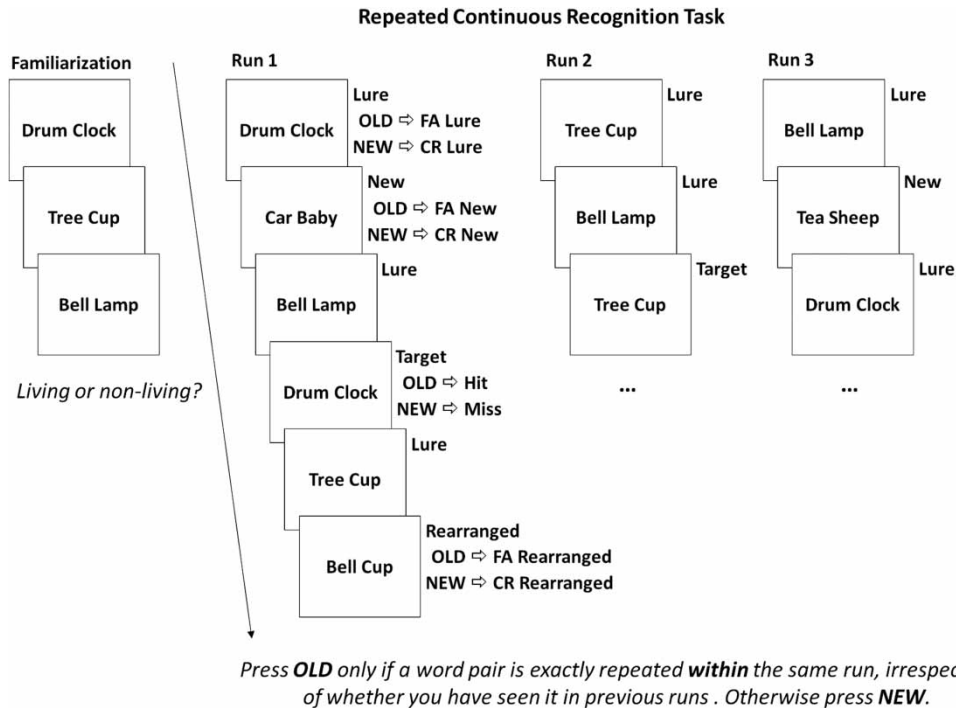 Repeated Continuous Recognition Task
Familiarization
Drum Clock
Tree Cup
Bell Lamp
Living or non-living?
Run 1
Lure
Drum Clock
OLD ⇨ FA Lure
NEW ⇨ CR Lure
New
Car Baby
OLD ⇨ FA New
NEW ⇨ CR New
Lure
Bell Lamp
Target
Drum Clock
OLD ⇨ Hit
NEW ⇨ Miss
Lure
Tree Cup
Rearranged
Bell Cup
OLD ⇨ FA Rearranged
NEW ⇨ CR Rearranged
Run 2
Lure
Tree Cup
Lure
Bell Lamp
Target
Tree Cup
...
Run 3
Lure
Bell Lamp
New
Tea Sheep
Lure
Drum Clock
...
Press OLD only if a word pair is exactly repeated within the same run,
of whether you have seen it in previous runs . Otherwise press NEW.